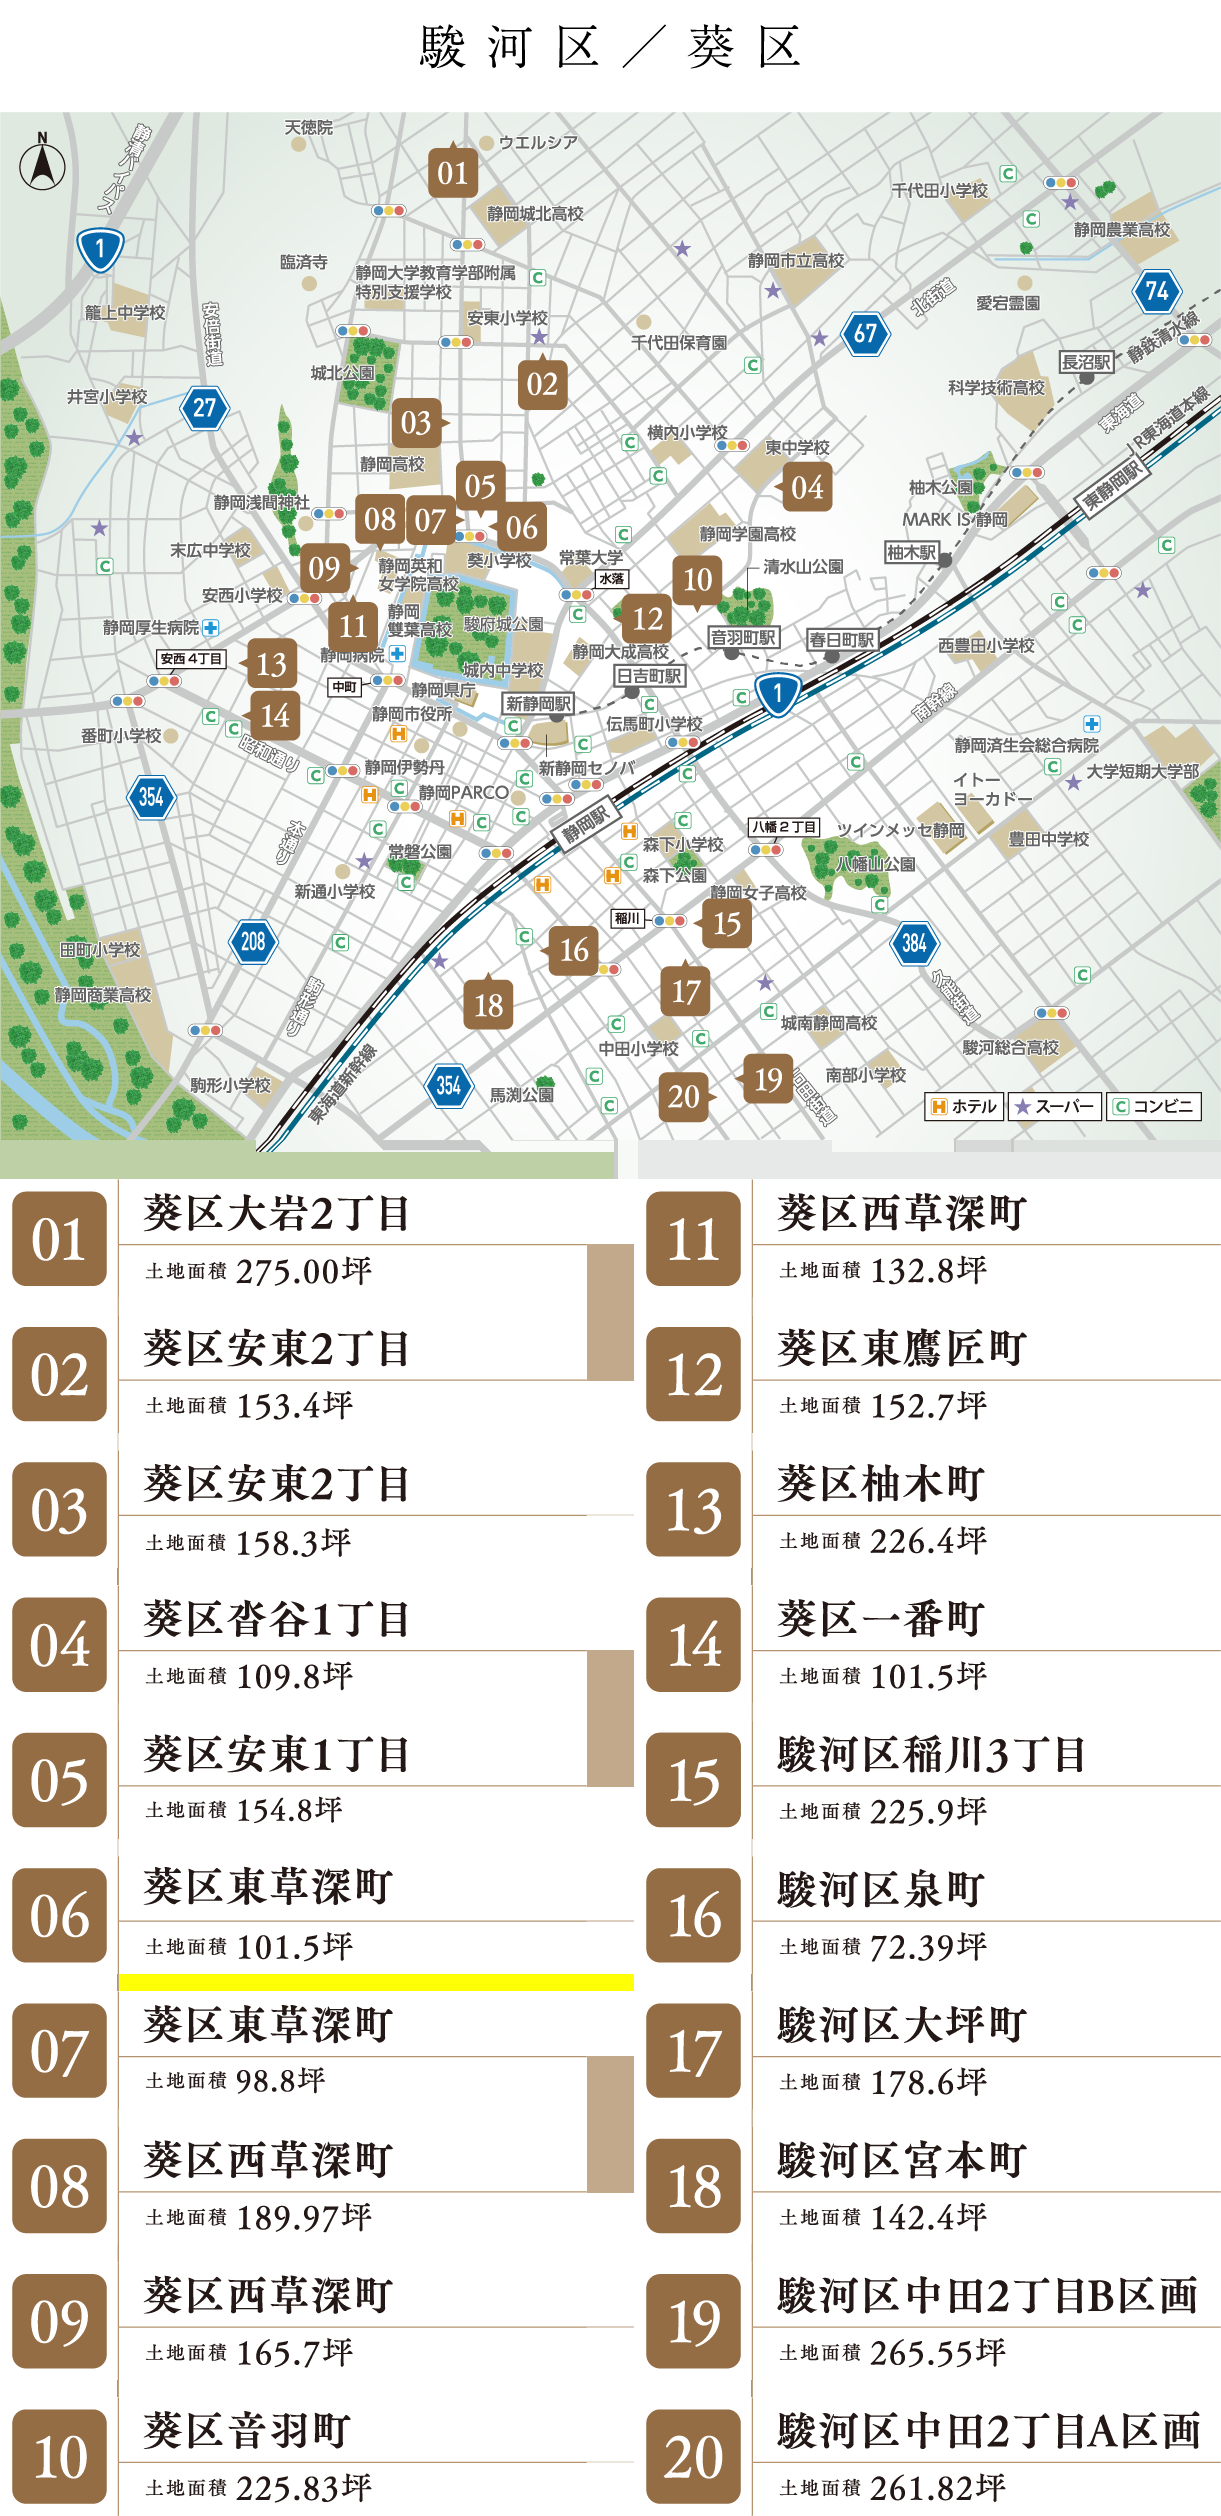 駿河区／葵区
天徳院
ウエルシア
01
静清バイパス
N
静岡城北高校
千代田小学校
静岡農業高校
1
臨済寺
静岡大学教育学部附属
特別支援学校
静岡市立高校
北街道
愛宕霊園
74
籠上中学校
安倍街道
安東小学校
千代田保育園
67
静鉄清水線
長沼駅
城北公園
02
科学技術高校
東海道
JR東海道本線
井宮小学校
27
03
横内小学校
東中学校
静岡高校
05
04
柚木公園
東静岡駅
静岡浅間神社
08
07
06
静岡学園高校
MARK IS 静岡
末広中学校
09
静岡英和
女学院高校
葵小学校
常葉大学
水落
10
清水山公園
柚木駅
安西小学校
静岡
雙葉高校
駿府城公園
12
音羽町駅
春日町駅
静岡厚生病院
11
静岡病院
静岡大成高校
西豊田小学校
安西4丁目
13
中町
城内中学校
日吉町駅
静岡県庁
新静岡駅
1
南幹線
14
静岡市役所
伝馬町小学校
番町小学校
昭和通り
静岡済生会総合病院
静岡伊勢丹
新静岡セノバ
大学短期大学部
354
静岡PARCO
イトー
ヨーカドー
静岡駅
八幡2丁目
ツインメッセ静岡
本通り
常磐公園
森下小学校
豊田中学校
新通小学校
森下公園
八幡山公園
静岡女子高校
稲川
15
208
16
384
田町小学校
静岡商業高校
駒形通り
18
17
久能街道
城南静岡高校
中田小学校
駿河総合高校
駒形小学校
東海道新幹線
354
馬渕公園
20
19
南部小学校
H ホテル
スーパー
C コンビニ
01
葵区大岩2丁目
土地面積 275.00坪
02
葵区安東2丁目
土地面積 153.4坪
03
葵区安東2丁目
土地面積 158.3坪
04
葵区沓谷1丁目
土地面積 109.8坪
05
葵区安東1丁目
土地面積 154.8坪
06
葵区東草深町
土地面積 101.5坪
07
葵区東草深町
土地面積 98.8坪
08
葵区西草深町
土地面積 189.97坪
09
葵区西草深町
土地面積 165.7坪
10
葵区音羽町
土地面積 225.83坪
11
葵区西草深町
土地面積 132.8坪
12
葵区東鷹匠町
土地面積 152.7坪
13
葵区柚木町
土地面積 226.4坪
14
葵区一番町
土地面積 101.5坪
15
駿河区稲川3丁目
土地面積 225.9坪
16
駿河区泉町
土地面積 72.39坪
17
駿河区大坪町
土地面積 178.6坪
18
駿河区宮本町
土地面積 142.4坪
19
駿河区中田2丁目B区画
土地面積 265.55坪
20
駿河区中田2丁目A区画
土地面積 261.82坪